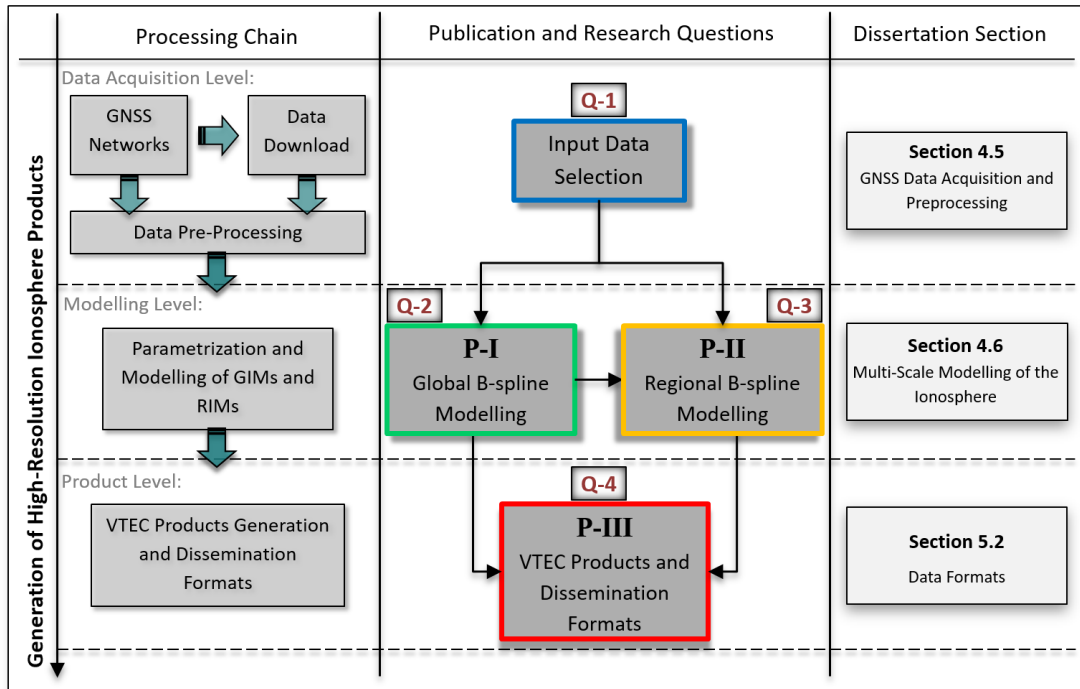 Processing Chain
Publication and Research Questions
Dissertation Section
Generation of High-Resolution Ionosphere Products
Data Acquisition Level:
GNSS
Networks
Data
Download
Data Pre-Processing
Q-1
Input Data
Selection
Section 4.5
GNSS Data Acquisition and
Preprocessing
Modelling Level:
Parametrization and
Modelling of GIMs and
RIMs
Q-2
P-I
Global B-spline
Modelling
Q-3
P-II
Regional B-spline
Modelling
Section 4.6
Multi-Scale Modelling of the
Ionosphere
Product Level:
VTEC Products Generation
and Dissemination
Formats
Q-4
P-III
VTEC Products and
Dissemination
Formats
Section 5.2
Data Formats